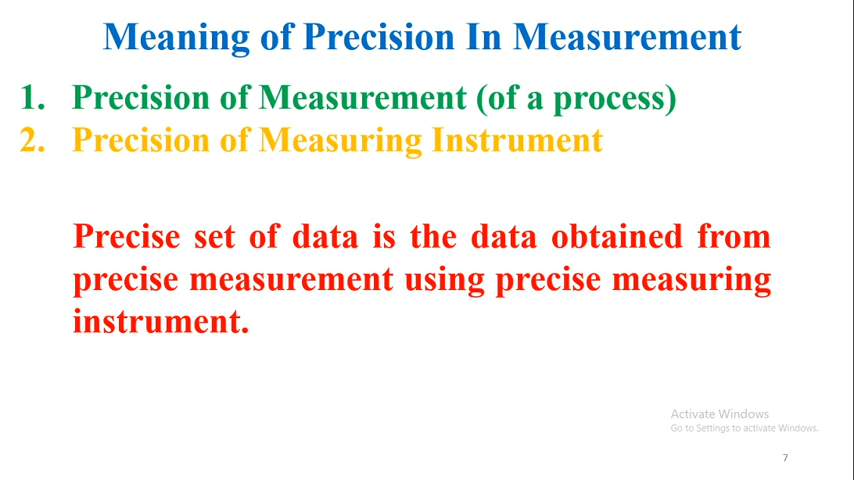 Meaning of Precision In Measurement
1. Precision of Measurement (of a process)
2. Precision of Measuring Instrument
Precise set of data is the data obtained from
precise measurement using precise measuring
instrument.
Activate Windows
Go to Settings to activate Windows.
7